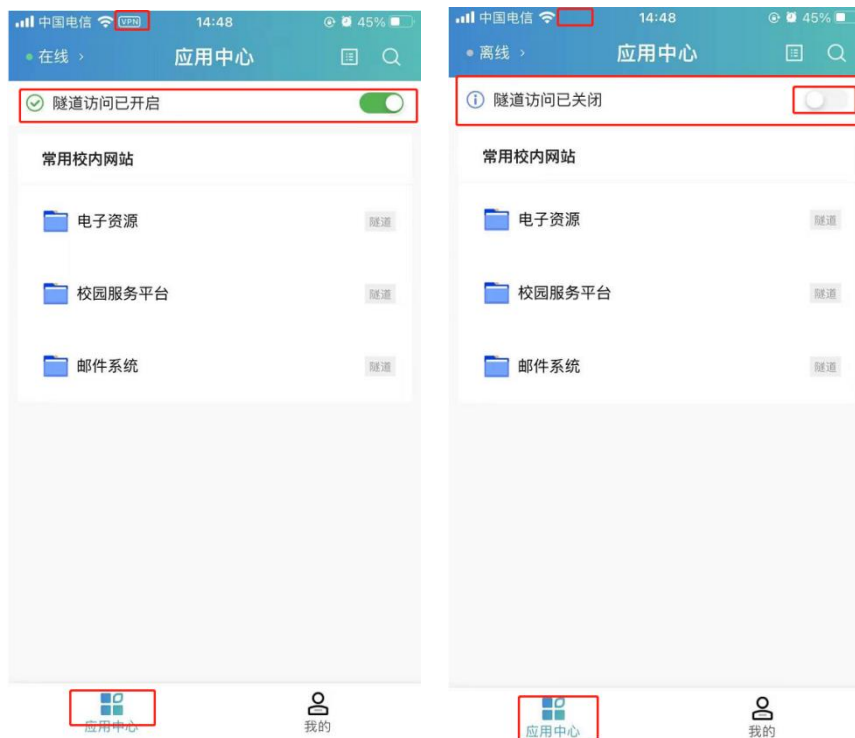 中国电信 VPN 14:48 45%
在线 > 应用中心
隧道访问已开启
常用校内网站
电子资源 隧道
校园服务平台 隧道
邮件系统 隧道
应用中心 我的
中国电信 14:48 45%
离线 > 应用中心
隧道访问已关闭
常用校内网站
电子资源 隧道
校园服务平台 隧道
邮件系统 隧道
应用中心 我的